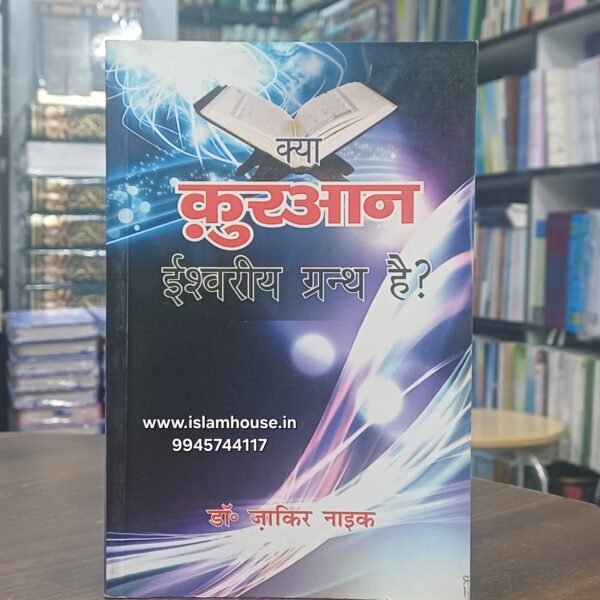 क्या
क़ुरआन
ईश्वरीय ग्रन्थ है?
www.islamhouse.in
9945744117
डॉ॰ ज़ाकिर नाइक